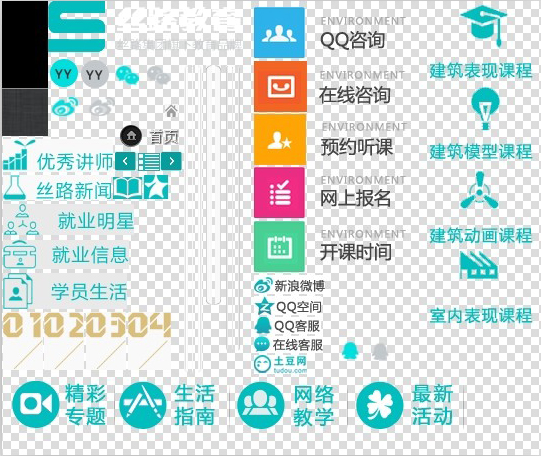 丝路教育
YY
YY
首页
优秀讲师
丝路新闻
就业明星
就业信息
学员生活
01020304
ENVIRONMENT
QQ咨询
ENVIRONMENT
在线咨询
ENVIRONMENT
预约听课
ENVIRONMENT
网上报名
ENVIRONMENT
开课时间
新浪微博
QQ空间
QQ客服
在线客服
土豆网
tudou.com
建筑表现课程
建筑模型课程
建筑动画课程
室内表现课程
精彩
专题
生活
指南
网络
教学
最新
活动